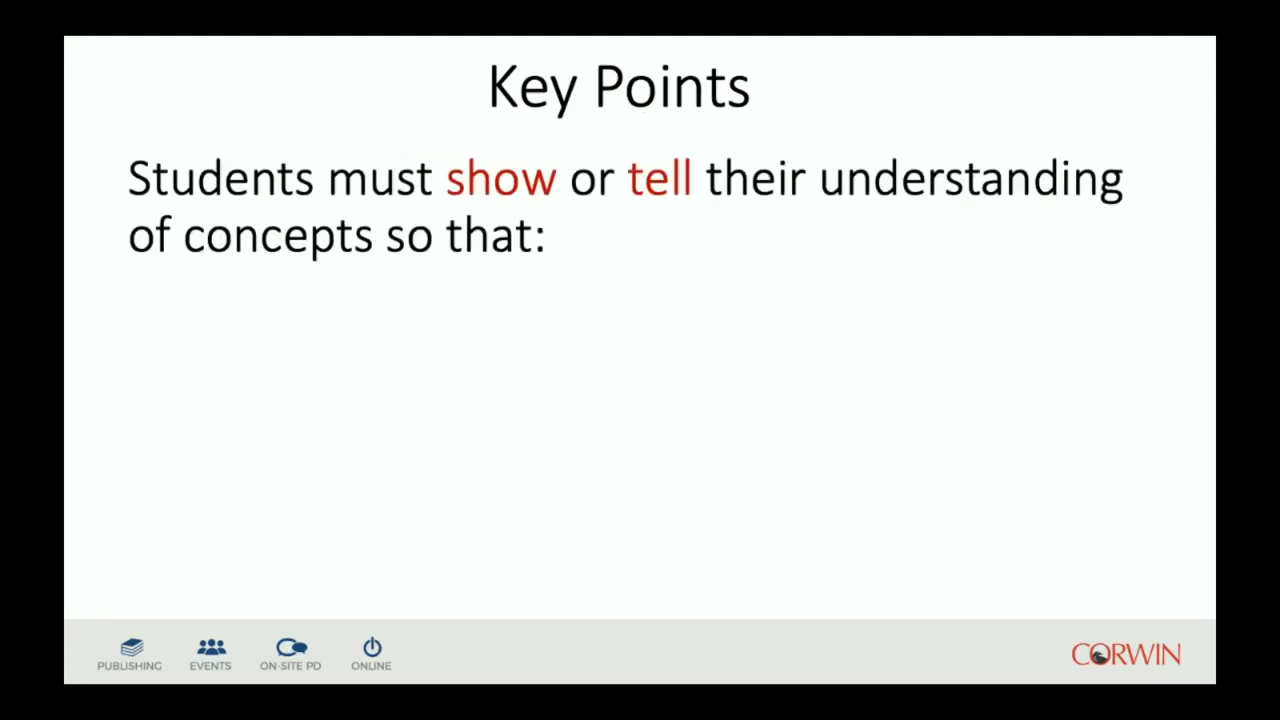 Key Points
Students must show or tell their understanding
of concepts so that:
PUBLISHING
EVENTS
ON-SITE PD
ONLINE
CORWIN